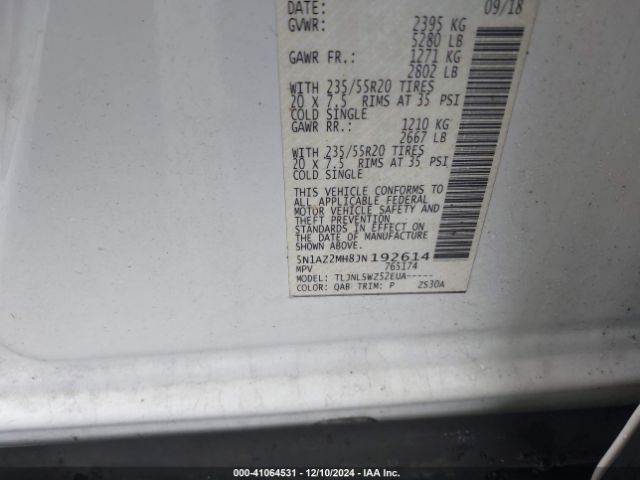 DATE: 09/18
GVWR: 2395 KG
5280 LB
GAWR FR.: 1271 KG
2802 LB
WITH 235/55R20 TIRES
20 X 7.5 RIMS AT 35 PSI
COLD SINGLE
GAWR RR.: 1210 KG
2667 LB
WITH 235/55R20 TIRES
20 X 7.5 RIMS AT 35 PSI
COLD SINGLE
THIS VEHICLE CONFORMS TO
ALL APPLICABLE FEDERAL
MOTOR VEHICLE SAFETY AND
THEFT PREVENTION
STANDARDS IN EFFECT ON
THE DATE OF MANUFACTURE
SHOWN ABOVE.
5N1AZ2MH8JN192614
MPV 765174
MODEL: TLJNLSWZ52EUA-----
COLOR: QAB TRIM: P 2S30A
000-41064531 - 12/10/2024 - IAA Inc.